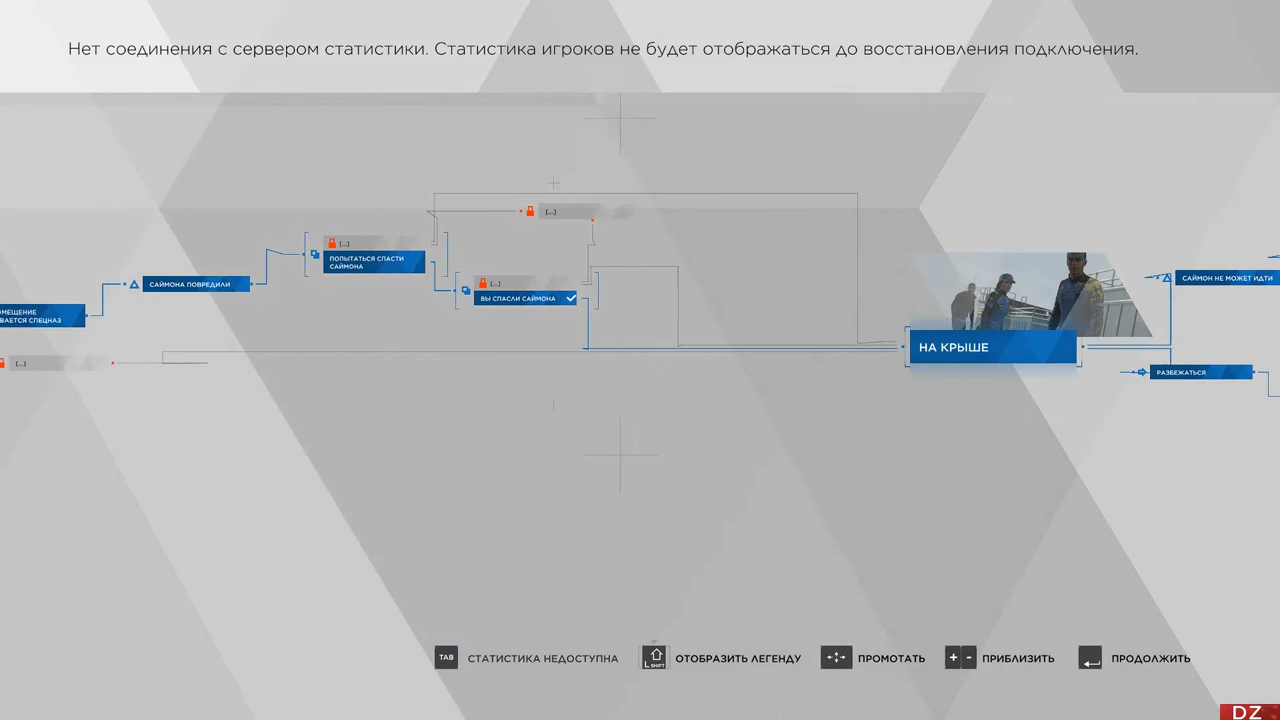 Нет соединения с сервером статистики. Статистика игроков не будет отображаться до восстановления подключения.
[...]
[...]
ПОПЫТАТЬСЯ СПАСТИ
САЙМОНА
САЙМОНА ПОВРЕДИЛИ
[...]
ВЫ СПАСЛИ САЙМОНА
САЙМОН НЕ МОЖЕТ ИДТИ
ОМЕЩЕНИЕ
ВАЕТСЯ СПЕЦНАЗ
НА КРЫШЕ
[...]
РАЗБЕЖАТЬСЯ
TAB СТАТИСТИКА НЕДОСТУПНА L SHIFT ОТОБРАЗИТЬ ЛЕГЕНДУ ПРОМОТАТЬ + - ПРИБЛИЗИТЬ ПРОДОЛЖИТЬ
DZ